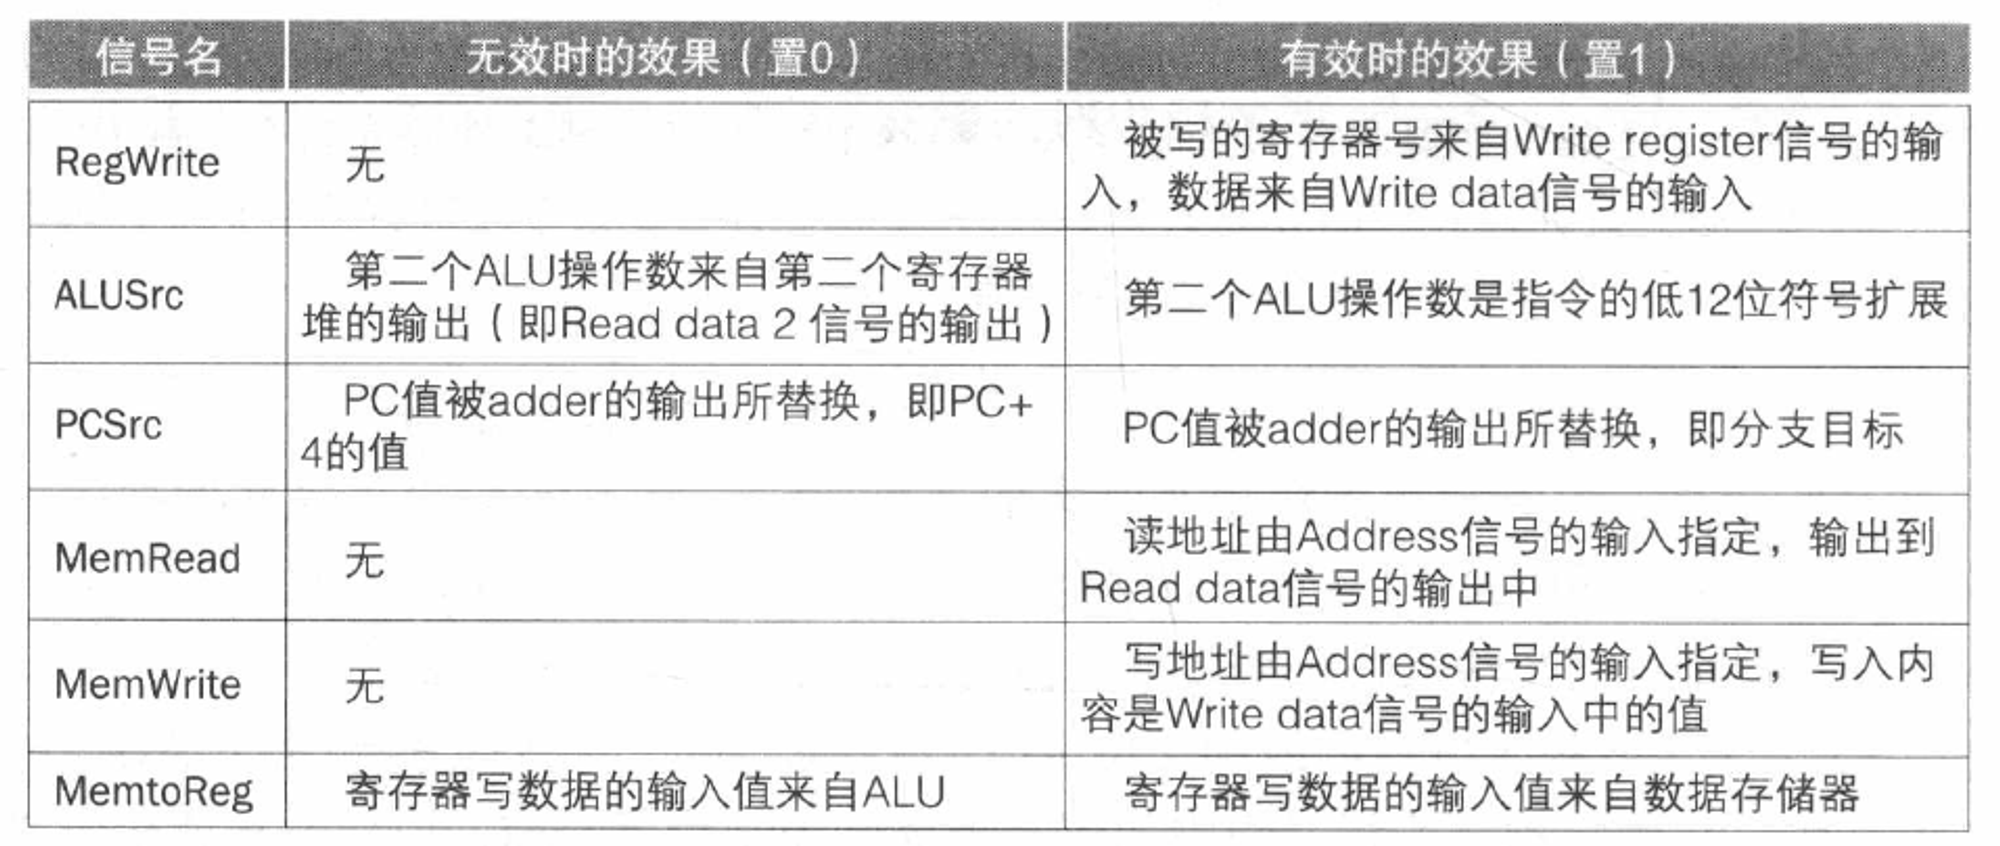 信号名
无效时的效果（置0）
有效时的效果（置1）
RegWrite
无
被写的寄存器号来自Write register信号的输
入，数据来自Write data信号的输入
ALUSrc
第二个ALU操作数来自第二个寄存器
堆的输出（即Read data 2 信号的输出）
第二个ALU操作数是指令的低12位符号扩展
PCSrc
PC值被adder的输出所替换，即PC+
4的值
PC值被adder的输出所替换，即分支目标
MemRead
无
读地址由Address信号的输入指定，输出到
Read data信号的输出中
MemWrite
无
写地址由Address信号的输入指定，写入内
容是Write data信号的输入中的值
MemtoReg
寄存器写数据的输入值来自ALU
寄存器写数据的输入值来自数据存储器